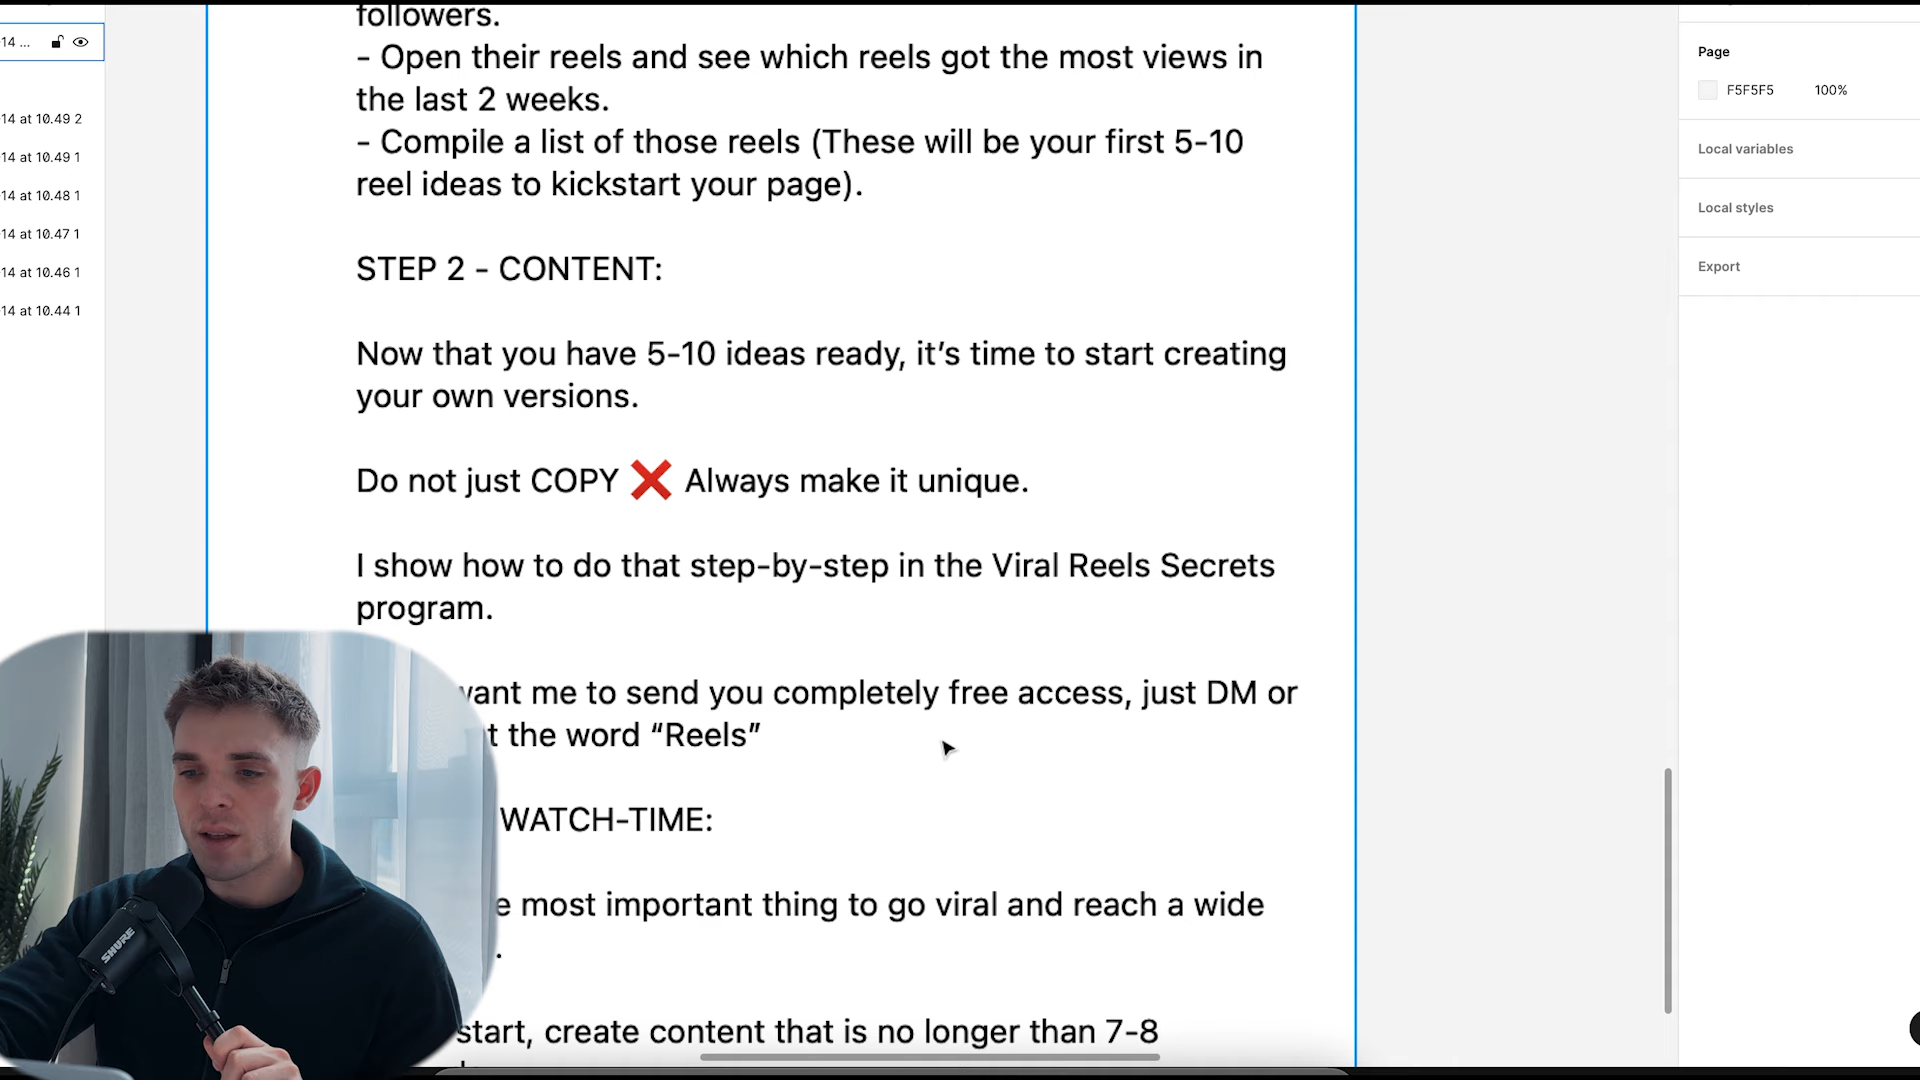 followers.
- Open their reels and see which reels got the most views in
the last 2 weeks.
- Compile a list of those reels (These will be your first 5-10
reel ideas to kickstart your page).
STEP 2 - CONTENT:
Now that you have 5-10 ideas ready, it’s time to start creating
your own versions.
Do not just COPY ❌ Always make it unique.
I show how to do that step-by-step in the Viral Reels Secrets
program.
want me to send you completely free access, just DM or
the word “Reels”
WATCH-TIME:
most important thing to go viral and reach a wide
start, create content that is no longer than 7-8
14 ...
14 at 10.49 2
14 at 10.49 1
14 at 10.48 1
14 at 10.47 1
14 at 10.46 1
14 at 10.44 1
Page
F5F5F5 100%
Local variables
Local styles
Export
SHURE